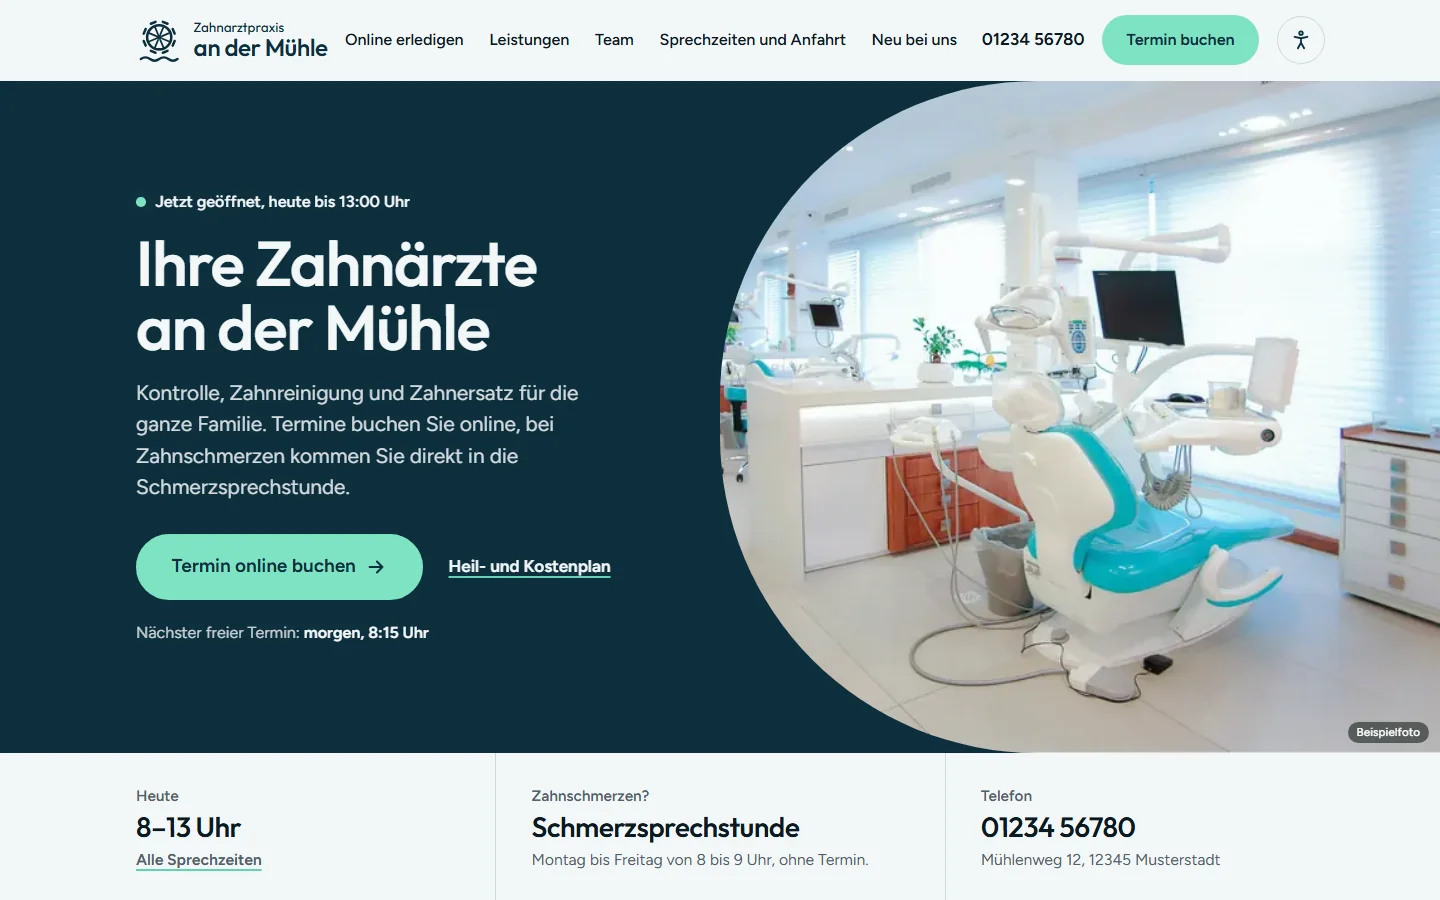 Zahnarztpraxis
an der Mühle
Online erledigen
Leistungen
Team
Sprechzeiten und Anfahrt
Neu bei uns
01234 56780
Termin buchen
Jetzt geöffnet, heute bis 13:00 Uhr
Ihre Zahnärzte
an der Mühle
Kontrolle, Zahnreinigung und Zahnersatz für die
ganze Familie. Termine buchen Sie online, bei
Zahnschmerzen kommen Sie direkt in die
Schmerzsprechstunde.
Termin online buchen
Heil- und Kostenplan
Nächster freier Termin: morgen, 8:15 Uhr
Beispielfoto
Heute
8–13 Uhr
Alle Sprechzeiten
Zahnschmerzen?
Schmerzsprechstunde
Montag bis Freitag von 8 bis 9 Uhr, ohne Termin.
Telefon
01234 56780
Mühlenweg 12, 12345 Musterstadt